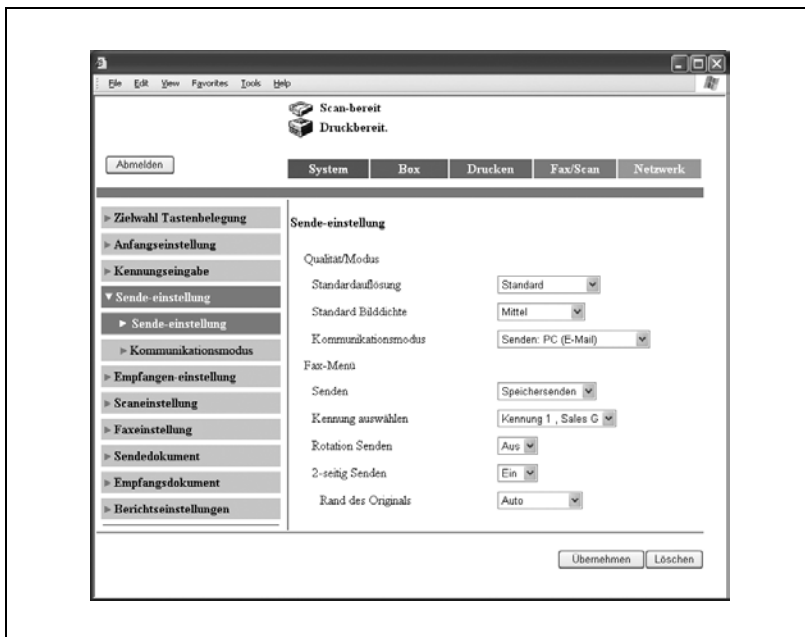 File Edit View Favorites Tools Help
Scan-bereit
Druckbereit.
Abmelden
System Box Drucken Fax/Scan Netzwerk
Zielwahl Tastenbelegung
Anfangseinstellung
Kennungseingabe
Sende-einstellung
Sende-einstellung
Kommunikationsmodus
Empfangen-einstellung
Scaneinstellung
Faxeinstellung
Sendedokument
Empfangsdokument
Berichtseinstellungen
Sende-einstellung
Qualität/Modus
Standardauflösung Standard
Standard Bilddichte Mittel
Kommunikationsmodus Senden: PC (E-Mail)
Fax-Menü
Senden Speichersenden
Kennung auswählen Kennung 1 , Sales G
Rotation Senden Aus
2-seitig Senden Ein
Rand des Originals Auto
Übernehmen Löschen